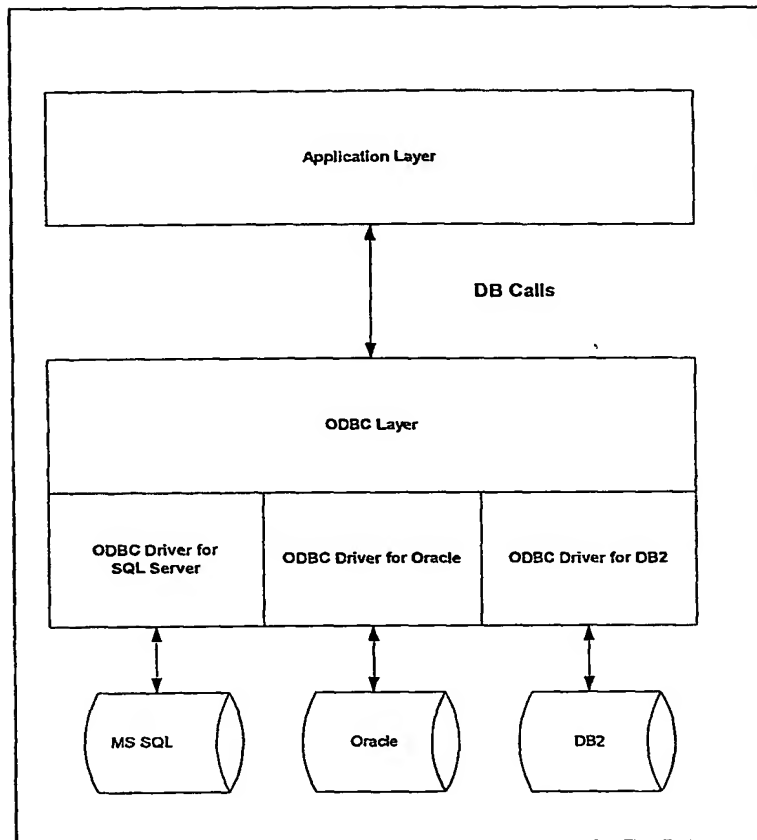 Application Layer
DB Calls
ODBC Layer
ODBC Driver for
SQL Server
ODBC Driver for Oracle
ODBC Driver for DB2
MS SQL
Oracle
DB2